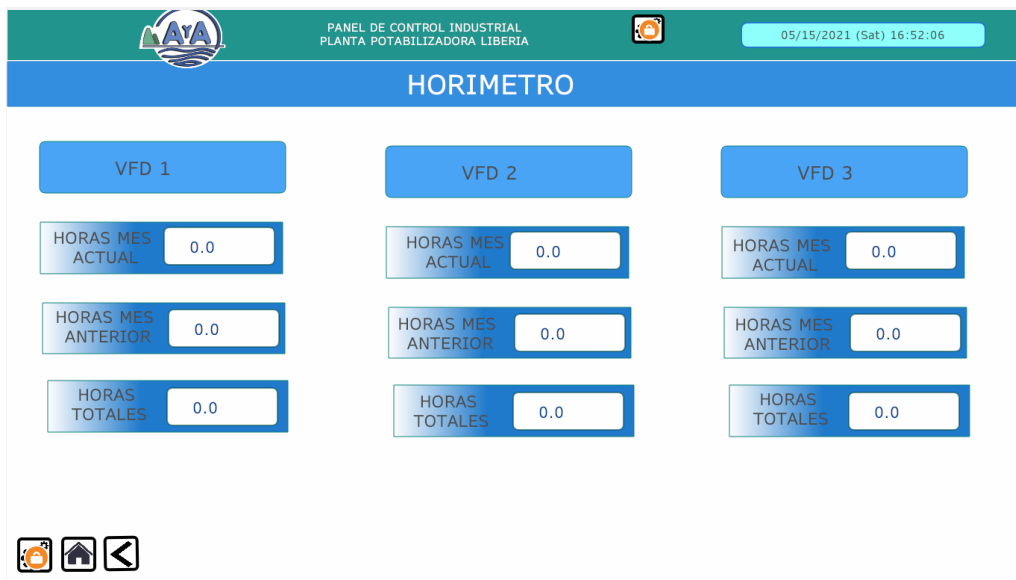 AYA
PANEL DE CONTROL INDUSTRIAL
PLANTA POTABILIZADORA LIBERIA
05/15/2021 (Sat) 16:52:06
HORIMETRO
VFD 1
VFD 2
VFD 3
HORAS MES
ACTUAL
0.0
HORAS MES
ACTUAL
0.0
HORAS MES
ACTUAL
0.0
HORAS MES
ANTERIOR
0.0
HORAS MES
ANTERIOR
0.0
HORAS MES
ANTERIOR
0.0
HORAS
TOTALES
0.0
HORAS
TOTALES
0.0
HORAS
TOTALES
0.0